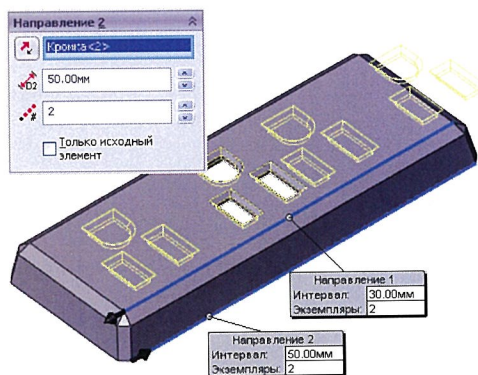 Направление 2
Кромка<2>
D2
50.00мм
#
2
Только исходный
элемент
Направление 1
Интервал: 30.00мм
Экземпляры: 2
Направление 2
Интервал: 50.00мм
Экземпляры: 2